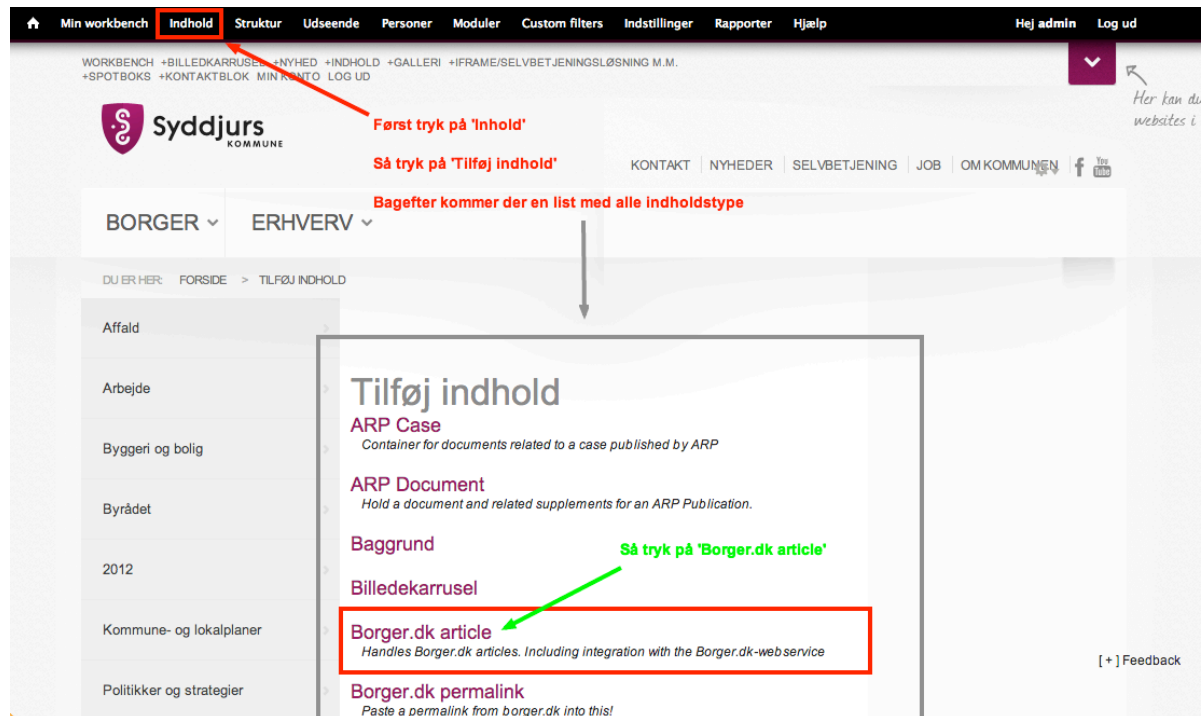 Min workbench Indhold Struktur Udseende Personer Moduler Custom filters Indstillinger Rapporter Hjælp Hej admin Log ud
WORKBENCH +BILLEDKARRUSEL +NYHED +INDHOLD +GALLERI +IFRAME/SELVBETJENINGSLØSNING M.M.
+SPOTBOKS +KONTAKTBLOK MIN KONTO LOG UD
Her kan du
websites i
Syddjurs
KOMMUNE
Først tryk på 'Inhold'
Så tryk på 'Tilføj indhold'
Bagefter kommer der en list med alle indholdstype
KONTAKT NYHEDER SELVBETJENING JOB OM KOMMUNEN f You Tube
BORGER ERHVERV
DU ER HER: FORSIDE > TILFØJ INDHOLD
Affald
Arbejde
Byggeri og bolig
Byrådet
2012
Kommune- og lokalplaner
Politikker og strategier
Tilføj indhold
ARP Case
Container for documents related to a case published by ARP
ARP Document
Hold a document and related supplements for an ARP Publication.
Baggrund
Så tryk på 'Borger.dk article'
Billedekarrusel
Borger.dk article
Handles Borger.dk articles. Including integration with the Borger.dk-webservice
Borger.dk permalink
Paste a permalink from borger.dk into this!
[+] Feedback